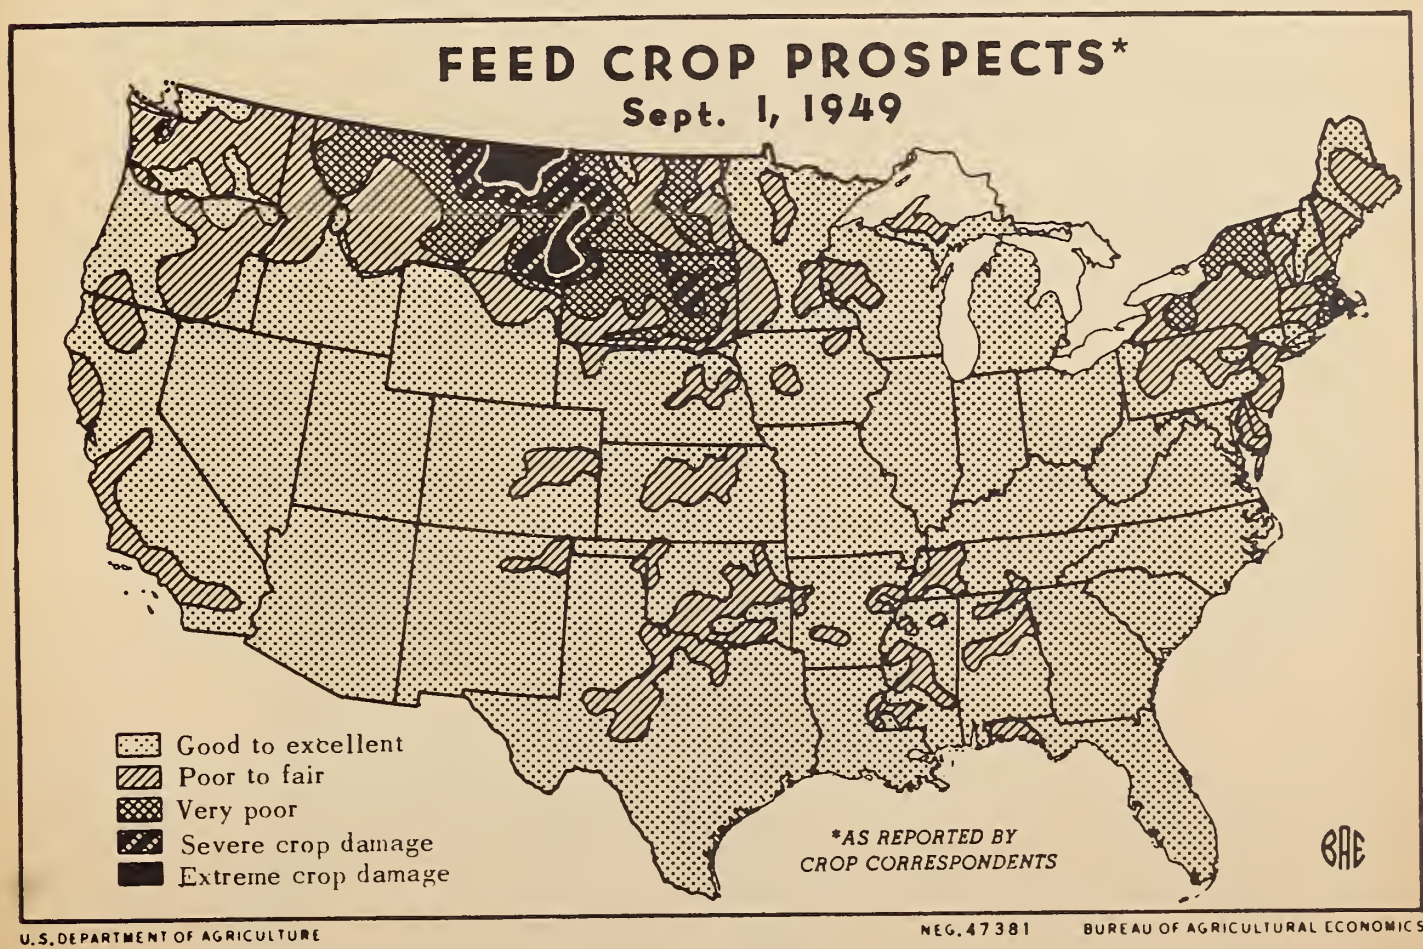 FEED CROP PROSPECTS*
Sept. 1, 1949
Good to excellent
Poor to fair
Very poor
Severe crop damage
Extreme crop damage
*AS REPORTED BY
CROP CORRESPONDENTS
BAE
U.S. DEPARTMENT OF AGRICULTURE
NEG. 47381
BUREAU OF AGRICULTURAL ECONOMICS